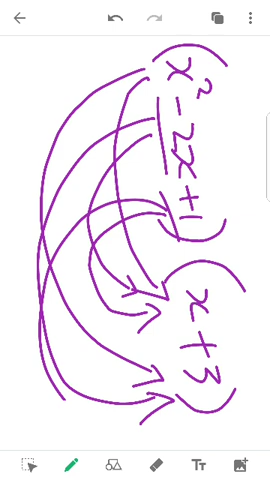 (x² - 2x + 1)(x + 3)